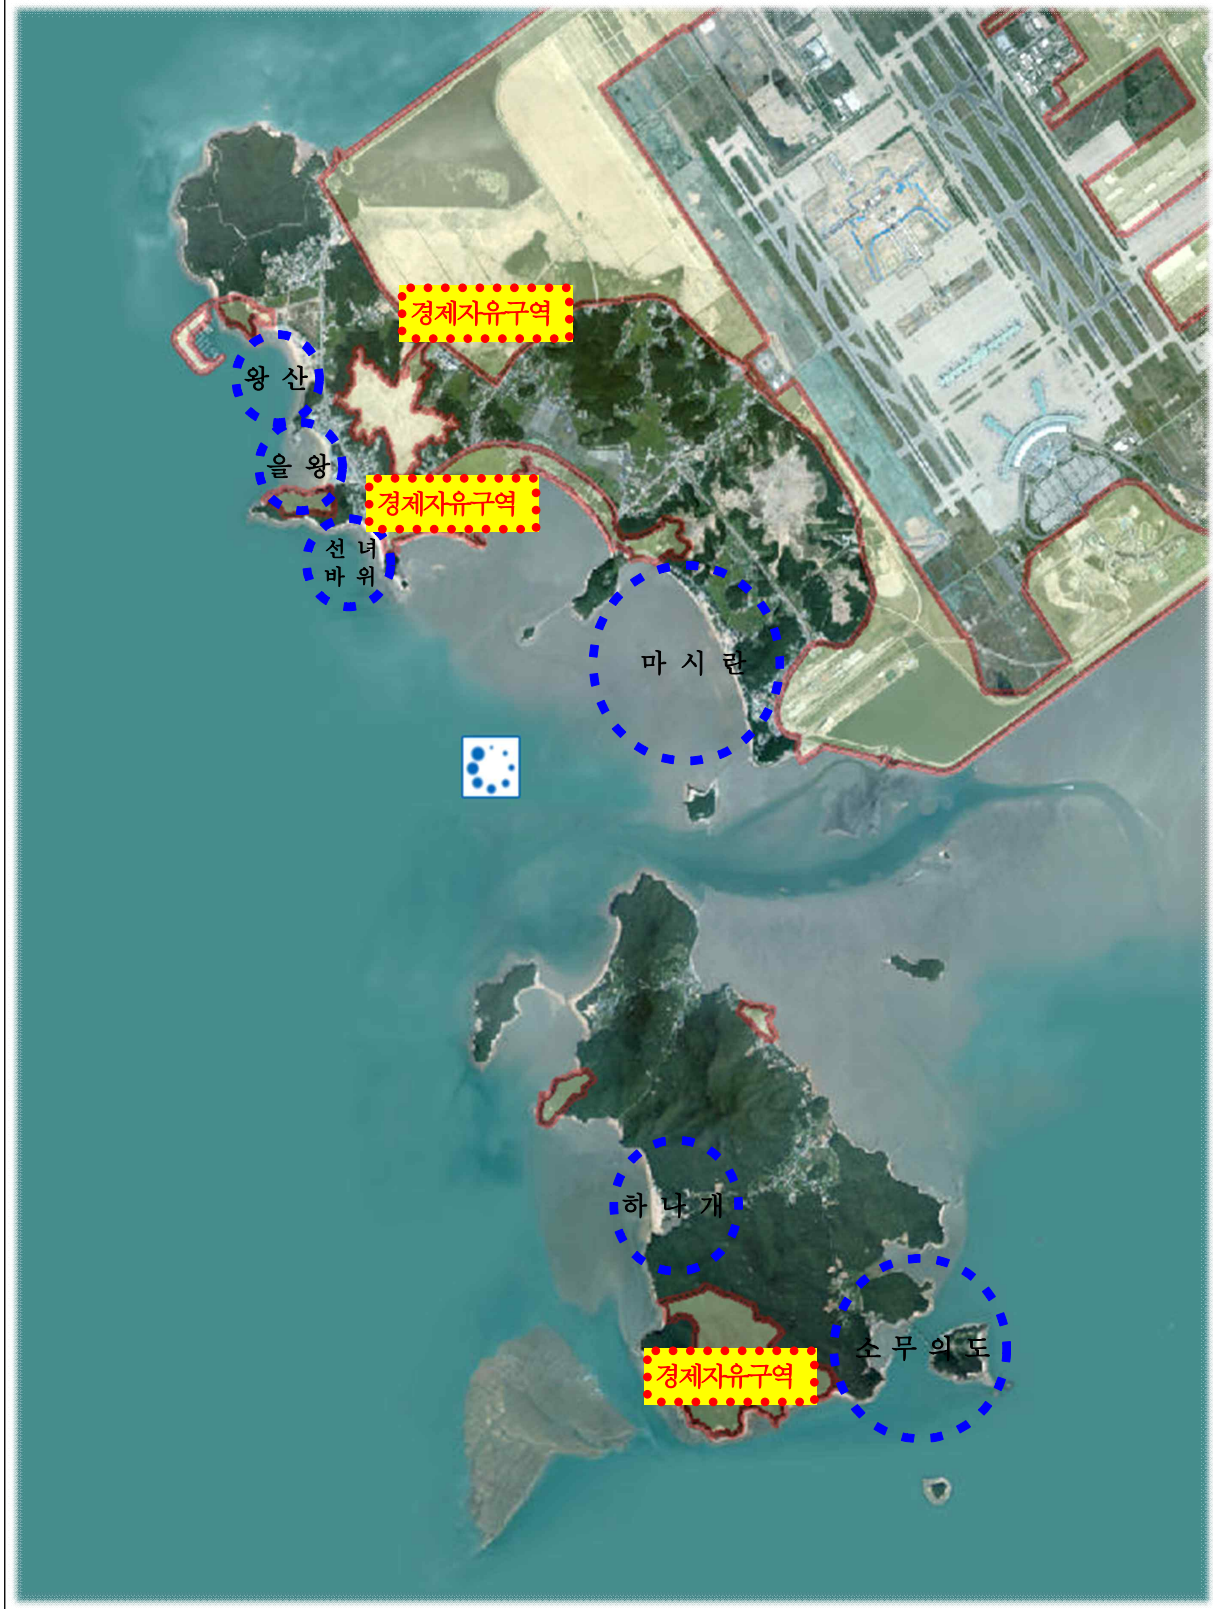 경제자유구역
왕 산
을 왕
경제자유구역
선 녀
바 위
마 시 란
하 나 개
소 무 의 도
경제자유구역